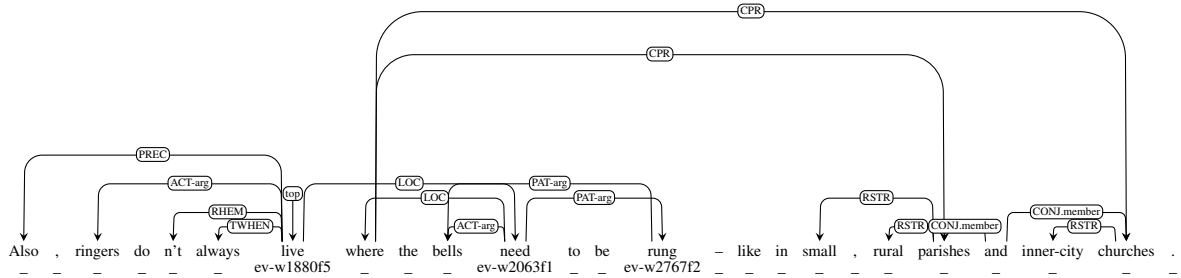 CPR
CPR
PREC
ACT-arg LOC PAT-arg
top
LOC PAT-arg RSTR
RHEM CONJ.member
TWHEN ACT-arg RSTR CONJ.member RSTR
Also , ringers do n't always live where the bells need to be rung – like in small , rural parishes and inner-city churches .
_ _ _ _ _ _ ev-w1880f5 _ _ _ ev-w2063f1 _ _ ev-w2767f2 _ _ _ _ _ _ _ _ _ _ _